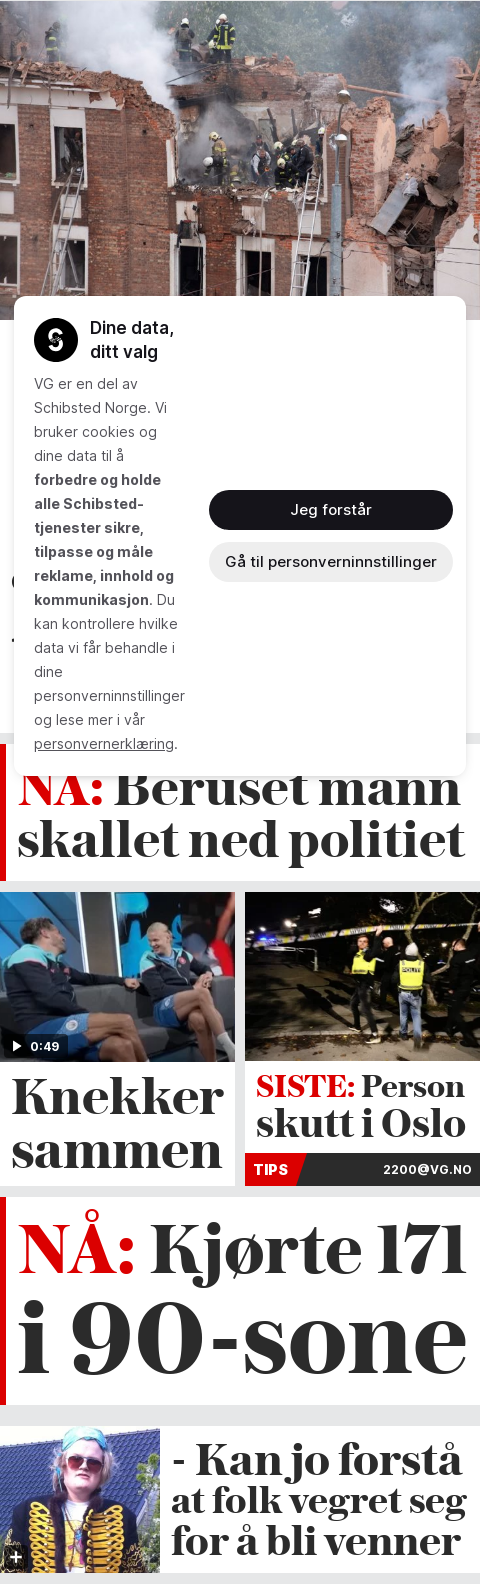 Dine data,
ditt valg
VG er en del av
Schibsted Norge. Vi
bruker cookies og
dine data til å
forbedre og holde
alle Schibsted-
tjenester sikre,
tilpasse og måle
reklame, innhold og
kommunikasjon. Du
kan kontrollere hvilke
data vi får behandle i
dine
personverninnstillinger
og lese mer i vår
personvernerklæring.
Jeg forstår
Gå til personverninnstillinger
NÅ: Beruset mann
skallet ned politiet
0:49
Knekker
sammen
POLITI
SISTE: Person
skutt i Oslo
TIPS 2200@VG.NO
NÅ: Kjørte 171
i 90-sone
- Kan jo forstå
at folk vegret seg
for å bli venner